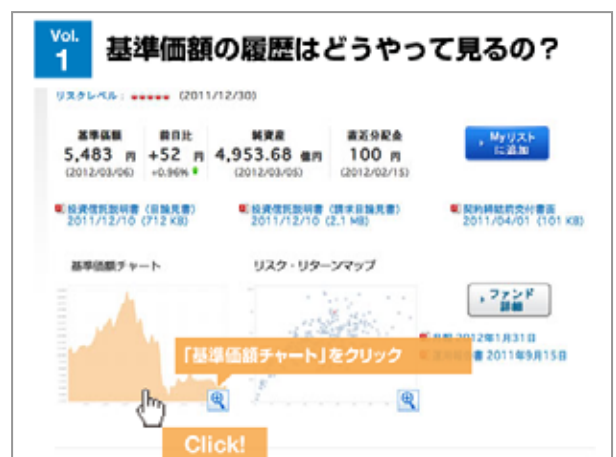 Vol.
1
基準価額の履歴はどうやって見るの？
リスクレベル： ★★★★★ (2011/12/30)
基準価額 前日比 純資産 直近分配金
5,483 円 +52 円 4,953.68 億円 100 円
(2012/03/06) +0.96% (2012/03/05) (2012/02/15)
Myリスト
に追加
投資信託説明書（目論見書） 投資信託説明書（請求目論見書） 契約締結前交付書面
2011/12/10 (712 KB) 2011/12/10 (2.1 MB) 2011/04/01 (101 KB)
基準価額チャート リスク・リターンマップ
ファンド
詳細
2012年1月31日
「基準価額チャート」をクリック
2011年9月15日
Click!